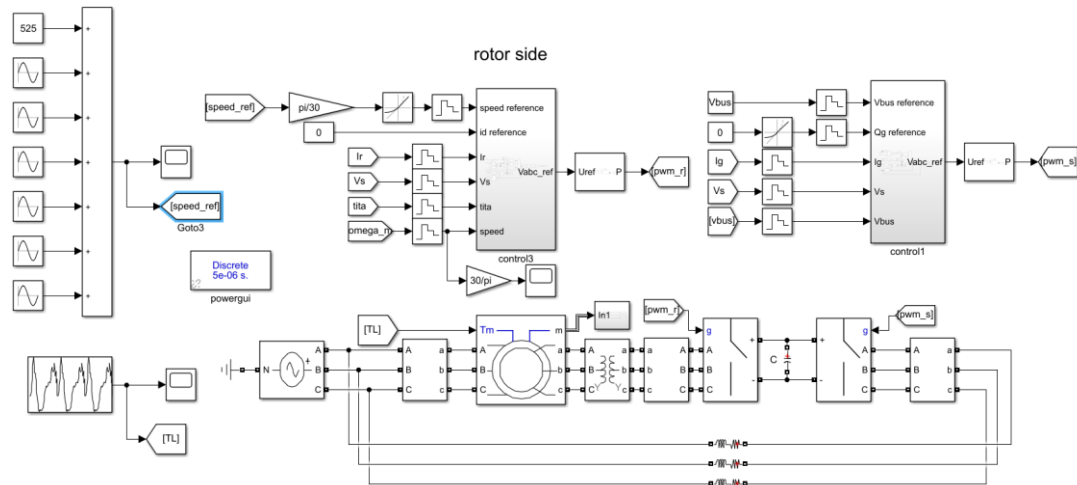 525
+
+
+
+
+
+
+
[speed_ref]
Goto3
Discrete
5e-06 s.
powergui
[TL]
rotor side
[speed_ref]
pi/30
speed reference
0
id reference
Ir
Ir
Vs
Vs
Vabc_ref
tita
tita
omega_m
speed
control3
30/pi
Uref
P
[pwm_r]
Vbus
Vbus reference
0
Qg reference
Ig
Ig
Vabc_ref
Vs
Vs
[vbus]
Vbus
control1
Uref
P
[pwm_s]
[TL]
Tm
m
In1
[pwm_r]
g
[pwm_s]
g
N
+
A
B
C
A
B
C
a
b
c
A
B
C
a
b
c
A
B
C
a
b
c
Y
Y
A
B
C
a
b
c
A
B
C
+
-
C
+
-
A
B
C
A
B
C
a
b
c